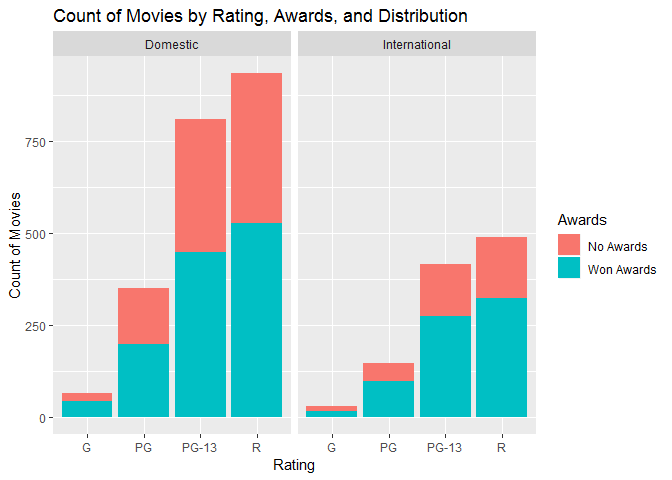 Count of Movies by Rating, Awards, and Distribution
Domestic
International
750
500
250
0
Count of Movies
G PG PG-13 R
G PG PG-13 R
Rating
Awards
No Awards
Won Awards